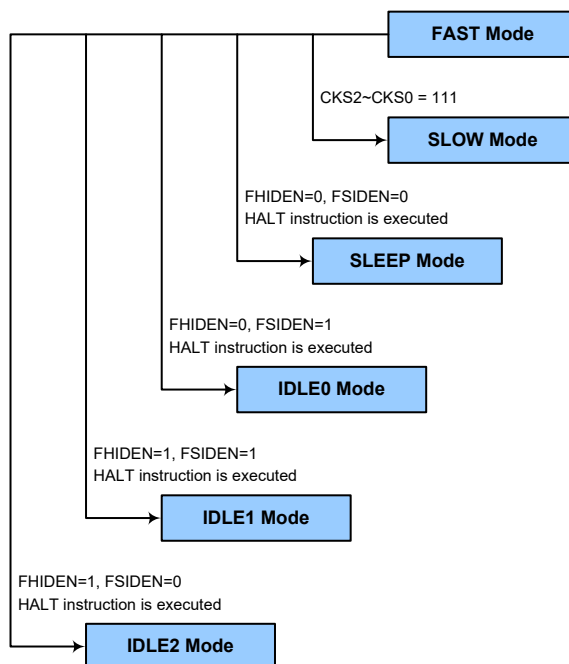 FAST Mode
CKS2~CKS0 = 111
SLOW Mode
FHIDEN=0, FSIDEN=0
HALT instruction is executed
SLEEP Mode
FHIDEN=0, FSIDEN=1
HALT instruction is executed
IDLE0 Mode
FHIDEN=1, FSIDEN=1
HALT instruction is executed
IDLE1 Mode
FHIDEN=1, FSIDEN=0
HALT instruction is executed
IDLE2 Mode